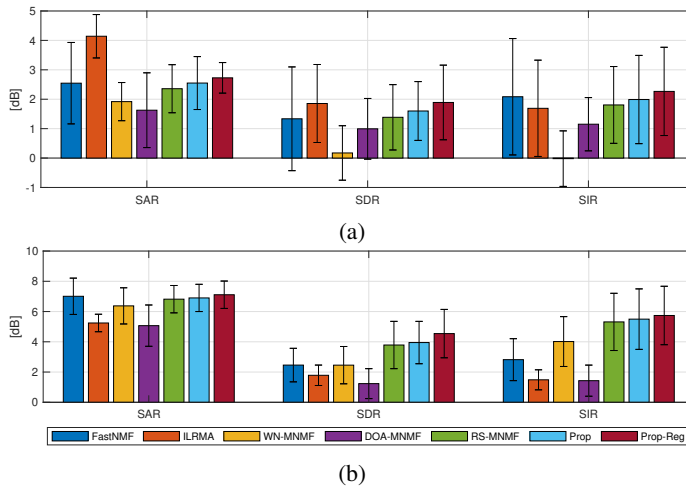 5
4
3
2
1
0
-1
[dB]
SAR SDR SIR
(a)
10
8
6
4
2
0
[dB]
SAR SDR SIR
FastNMF ILRMA WN-MNMF DOA-MNMF RS-MNMF Prop Prop-Reg
(b)